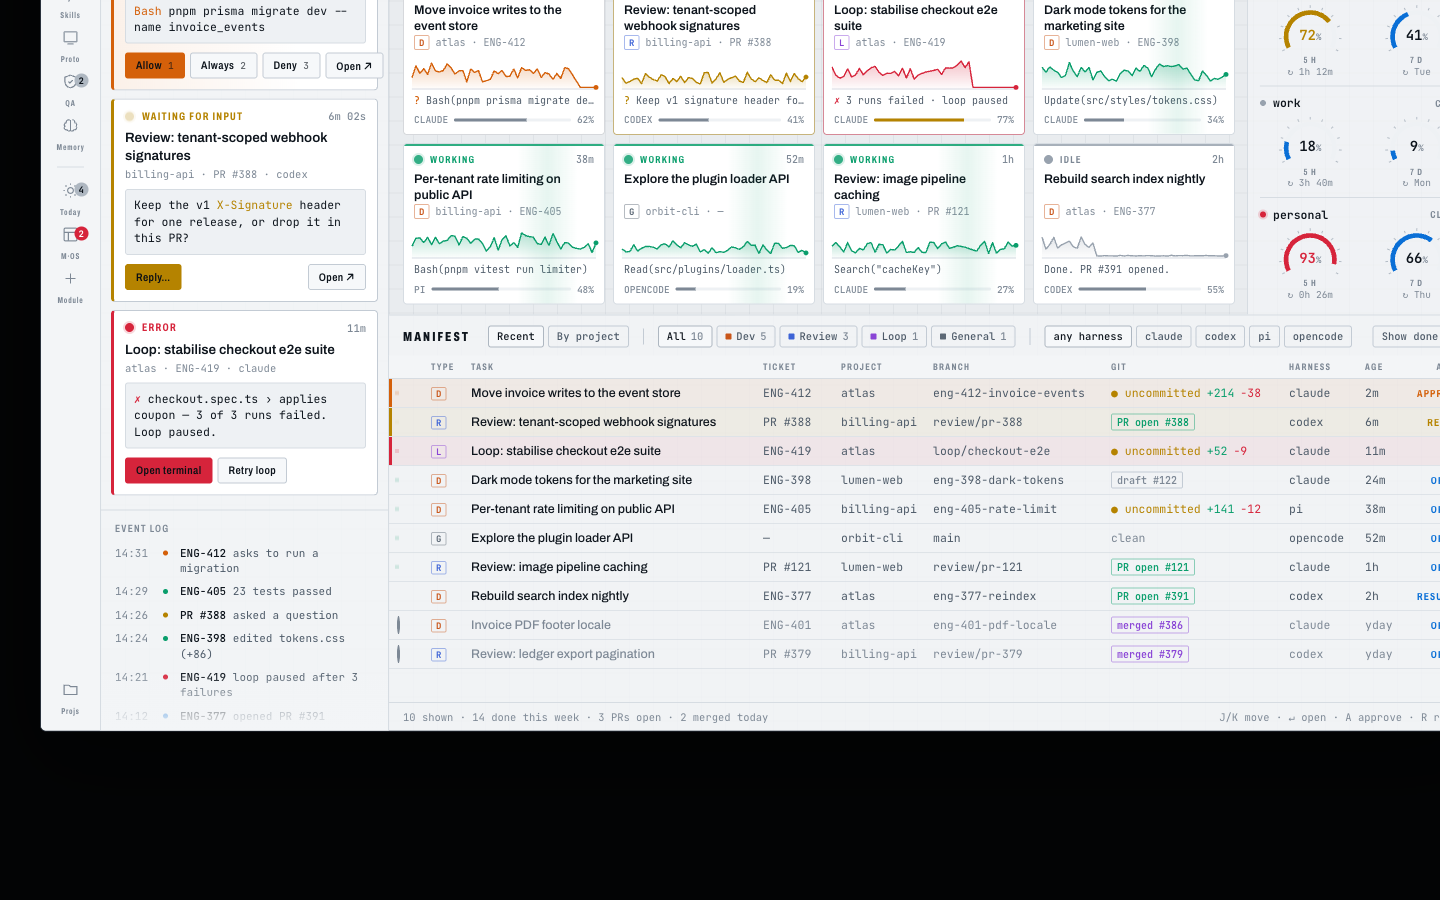 Skills
Proto
2
QA
Memory
4
Today
2
M·OS
Module
Projs
Bash pnpm prisma migrate dev --
name invoice_events
Allow 1
Always 2
Deny 3
Open ↗
WAITING FOR INPUT 6m 02s
Review: tenant-scoped webhook
signatures
billing-api · PR #388 · codex
Keep the v1 X-Signature header
for one release, or drop it in
this PR?
Reply…
Open ↗
ERROR 11m
Loop: stabilise checkout e2e suite
atlas · ENG-419 · claude
✗ checkout.spec.ts › applies
coupon — 3 of 3 runs failed.
Loop paused.
Open terminal
Retry loop
EVENT LOG
14:31 ENG-412 asks to run a
migration
14:29 ENG-405 23 tests passed
14:26 PR #388 asked a question
14:24 ENG-398 edited tokens.css
(+86)
14:21 ENG-419 loop paused after 3
failures
14:12 ENG-377 opened PR #391
Move invoice writes to the
event store
D atlas · ENG-412
? Bash(pnpm prisma migrate de…
CLAUDE 62%
Review: tenant-scoped
webhook signatures
R billing-api · PR #388
? Keep v1 signature header fo…
CODEX 41%
Loop: stabilise checkout e2e
suite
L atlas · ENG-419
✗ 3 runs failed · loop paused
CLAUDE 77%
Dark mode tokens for the
marketing site
D lumen-web · ENG-398
Update(src/styles/tokens.css)
CLAUDE 34%
WORKING 38m
Per-tenant rate limiting on
public API
D billing-api · ENG-405
Bash(pnpm vitest run limiter)
PI 48%
WORKING 52m
Explore the plugin loader API
G orbit-cli · —
Read(src/plugins/loader.ts)
OPENCODE 19%
WORKING 1h
Review: image pipeline
caching
R lumen-web · PR #121
Search("cacheKey")
CLAUDE 27%
IDLE 2h
Rebuild search index nightly
D atlas · ENG-377
Done. PR #391 opened.
CODEX 55%
72% 41%
5 H 7 D
↻ 1h 12m ↻ Tue
work
18% 9%
5 H 7 D
↻ 3h 40m ↻ Mon
personal CL
93% 66%
5 H 7 D
↻ 0h 26m ↻ Thu
MANIFEST Recent By project All 10 Dev 5 Review 3 Loop 1 General 1 any harness claude codex pi opencode Show done
TYPE TASK TICKET PROJECT BRANCH GIT HARNESS AGE
D Move invoice writes to the event store ENG-412 atlas eng-412-invoice-events uncommitted +214 -38 claude 2m APPR
R Review: tenant-scoped webhook signatures PR #388 billing-api review/pr-388 PR open #388 codex 6m RE
L Loop: stabilise checkout e2e suite ENG-419 atlas loop/checkout-e2e uncommitted +52 -9 claude 11m
D Dark mode tokens for the marketing site ENG-398 lumen-web eng-398-dark-tokens draft #122 claude 24m
D Per-tenant rate limiting on public API ENG-405 billing-api eng-405-rate-limit uncommitted +141 -12 pi 38m
G Explore the plugin loader API — orbit-cli main clean opencode 52m
R Review: image pipeline caching PR #121 lumen-web review/pr-121 PR open #121 claude 1h
D Rebuild search index nightly ENG-377 atlas eng-377-reindex PR open #391 codex 2h RESU
D Invoice PDF footer locale ENG-401 atlas eng-401-pdf-locale merged #386 claude yday
R Review: ledger export pagination PR #379 billing-api review/pr-379 merged #379 codex yday
10 shown · 14 done this week · 3 PRs open · 2 merged today
J/K move · ↵ open · A approve · R r